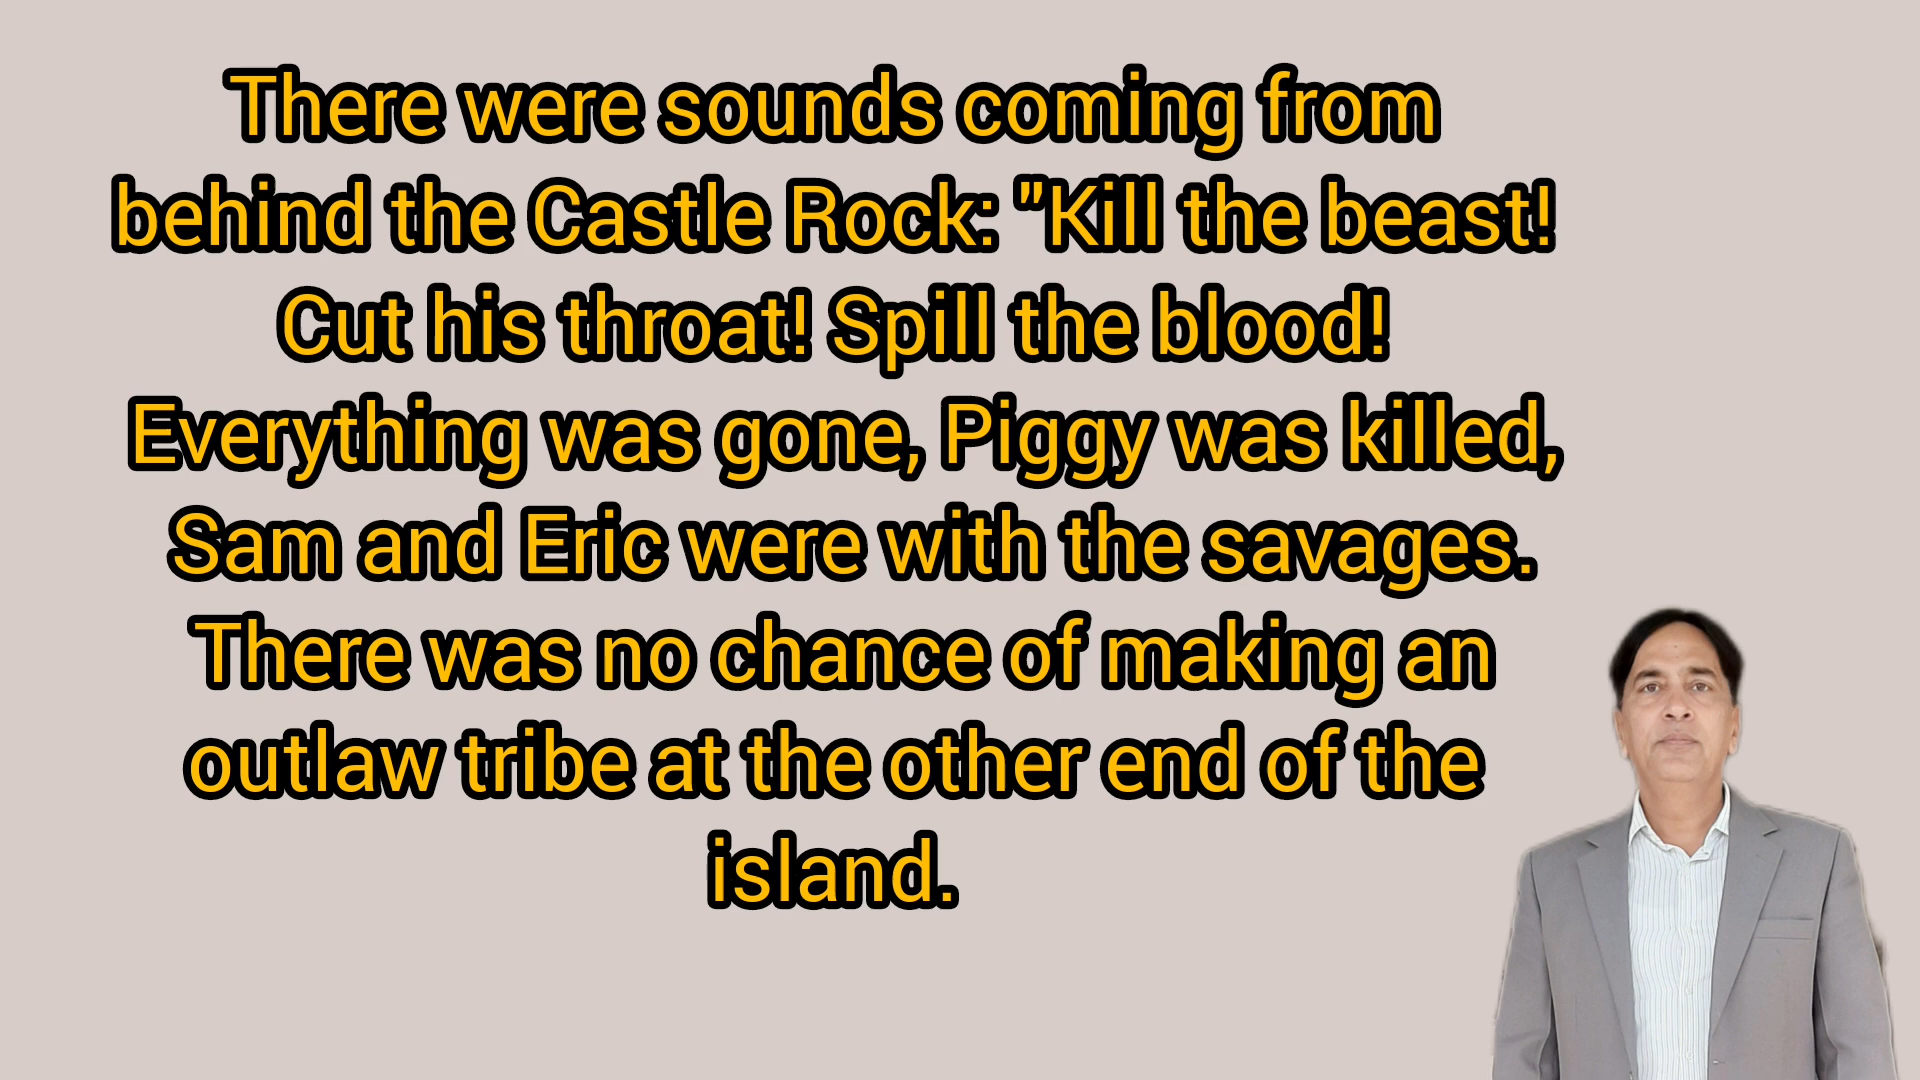 There were sounds coming from
behind the Castle Rock: "Kill the beast!
Cut his throat! Spill the blood!
Everything was gone, Piggy was killed,
Sam and Eric were with the savages.
There was no chance of making an
outlaw tribe at the other end of the
island.